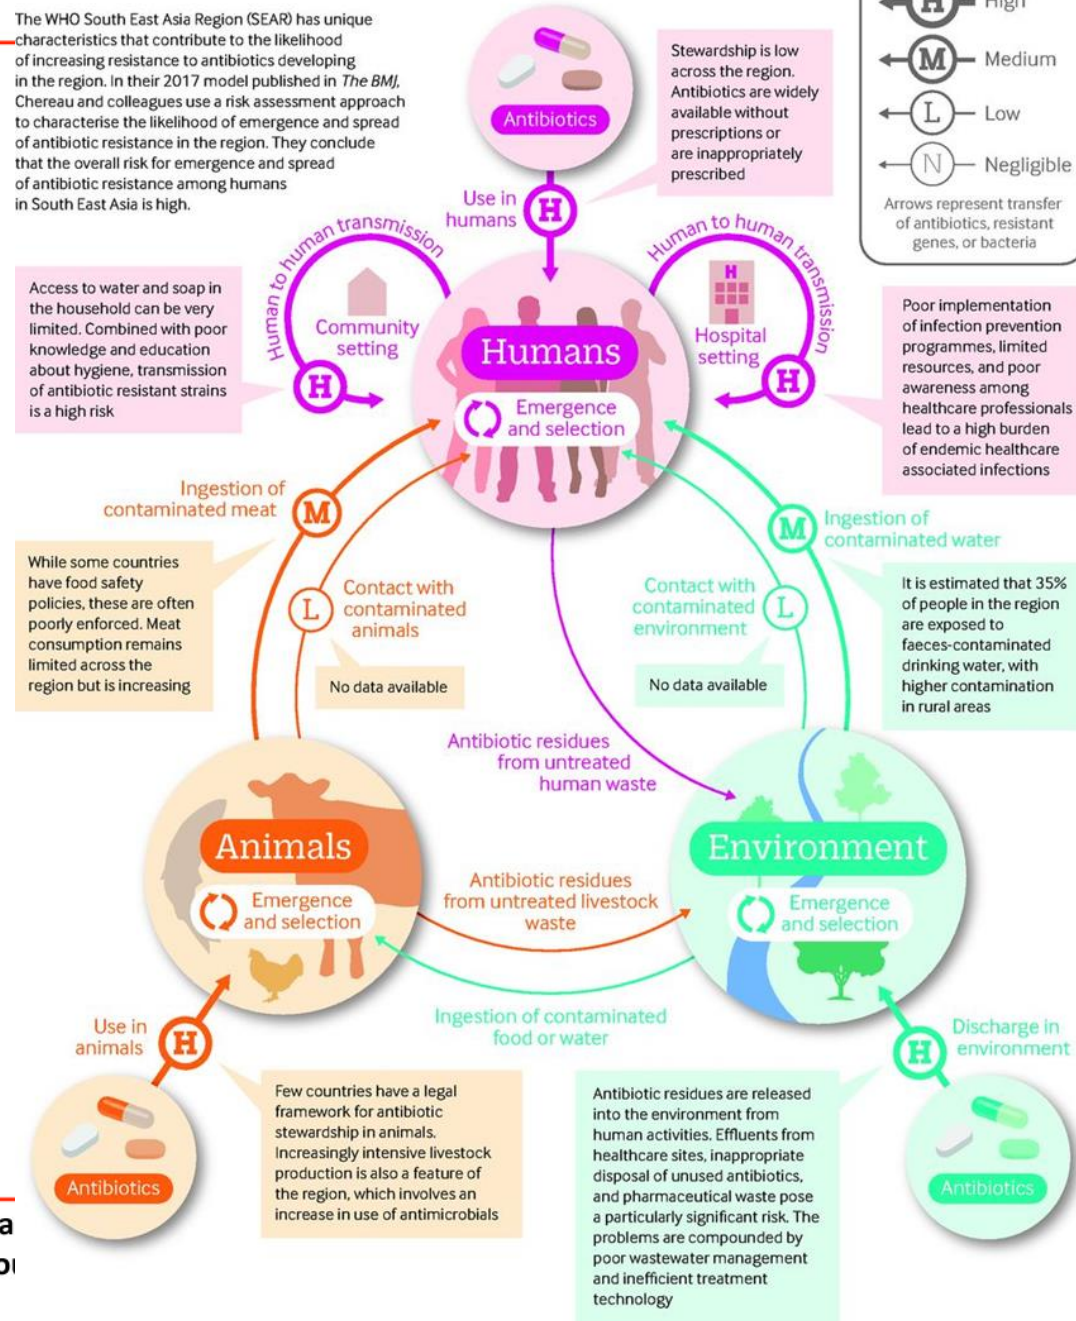 The WHO South East Asia Region (SEAR) has unique
characteristics that contribute to the likelihood
of increasing resistance to antibiotics developing
in the region. In their 2017 model published in The BMJ,
Chereau and colleagues use a risk assessment approach
to characterise the likelihood of emergence and spread
of antibiotic resistance in the region. They conclude
that the overall risk for emergence and spread
of antibiotic resistance among humans
in South East Asia is high.
H High
M Medium
L Low
N Negligible
Arrows represent transfer
of antibiotics, resistant
genes, or bacteria
Antibiotics
Stewardship is low
across the region.
Antibiotics are widely
available without
prescriptions or
are inappropriately
prescribed
Use in
humans
H
Human to human transmission
Community
setting
H
Access to water and soap in
the household can be very
limited. Combined with poor
knowledge and education
about hygiene, transmission
of antibiotic resistant strains
is a high risk
Human to human transmission
H
Hospital
setting
H
Poor implementation
of infection prevention
programmes, limited
resources, and poor
awareness among
healthcare professionals
lead to a high burden
of endemic healthcare
associated infections
Humans
Emergence
and selection
Ingestion of
contaminated meat
M
While some countries
have food safety
policies, these are often
poorly enforced. Meat
consumption remains
limited across the
region but is increasing
L
Contact with
contaminated
animals
No data available
Contact with
contaminated
environment
L
No data available
M
Ingestion of
contaminated water
It is estimated that 35%
of people in the region
are exposed to
faeces-contaminated
drinking water, with
higher contamination
in rural areas
Antibiotic residues
from untreated
human waste
Animals
Emergence
and selection
Antibiotic residues
from untreated livestock
waste
Environment
Emergence
and selection
Ingestion of contaminated
food or water
Use in
animals
H
Antibiotics
Few countries have a legal
framework for antibiotic
stewardship in animals.
Increasingly intensive livestock
production is also a feature of
the region, which involves an
increase in use of antimicrobials
Antibiotic residues are released
into the environment from
human activities. Effluents from
healthcare sites, inappropriate
disposal of unused antibiotics,
and pharmaceutical waste pose
a particularly significant risk. The
problems are compounded by
poor wastewater management
and inefficient treatment
technology
H
Discharge in
environment
Antibiotics